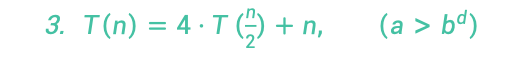 3. T(n) = 4 · T(n/2) + n, (a > b^d)